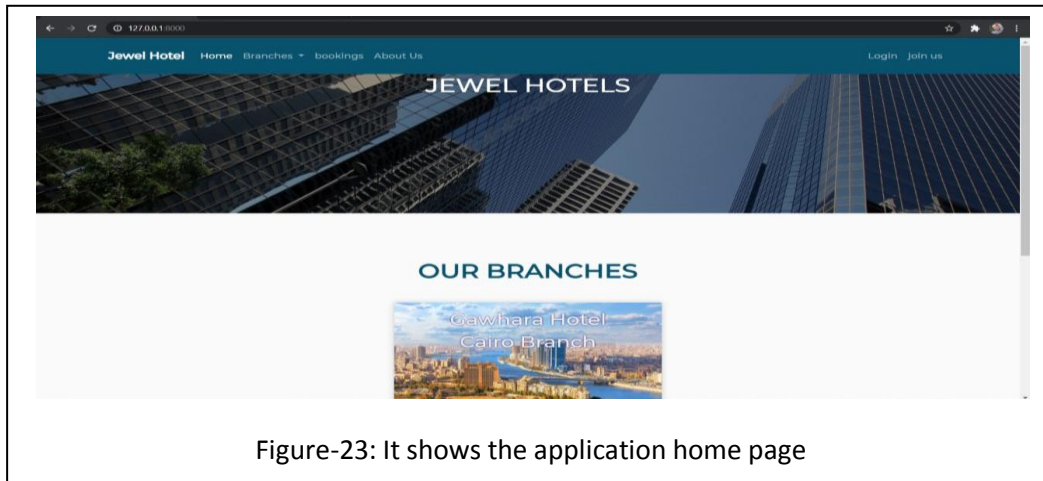 127.0.0.1:8000
Jewel Hotel Home Branches bookings About Us Login Join us
JEWEL HOTELS
OUR BRANCHES
Gawhara Hotel
Cairo Branch
Figure-23: It shows the application home page